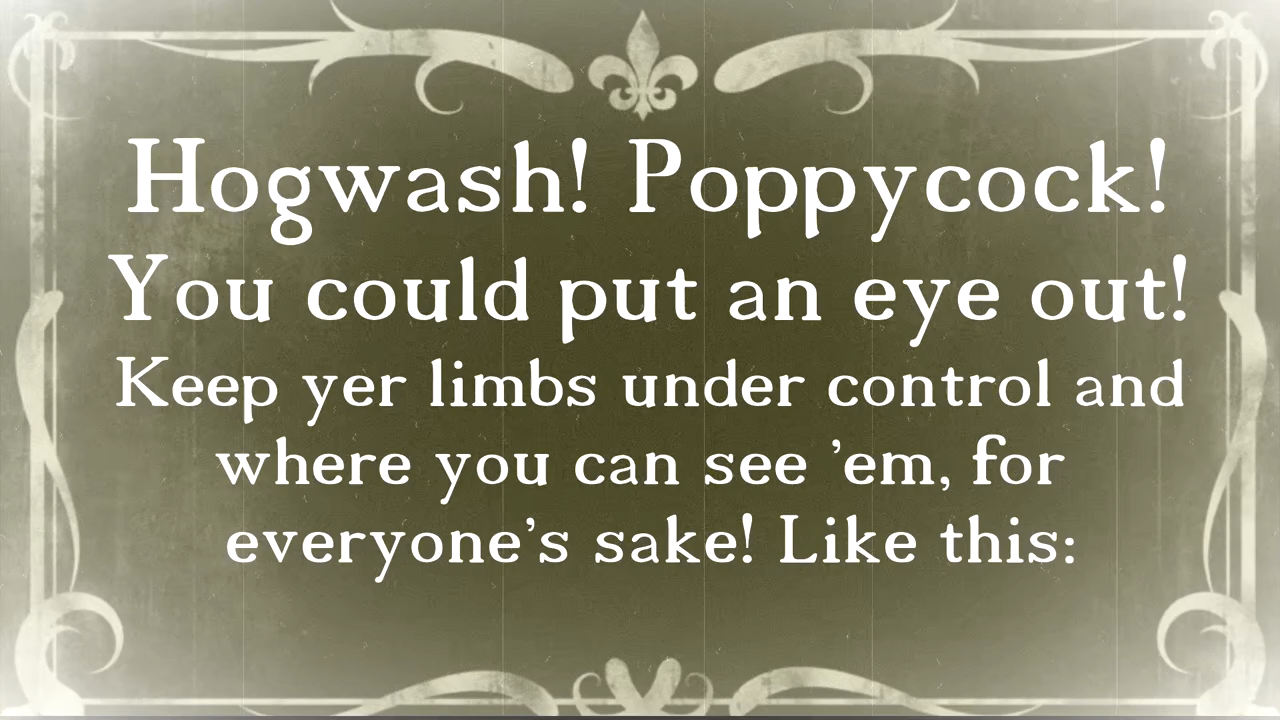 Hogwash! Poppycock!
You could put an eye out!
Keep yer limbs under control and
where you can see ’em, for
everyone’s sake! Like this: